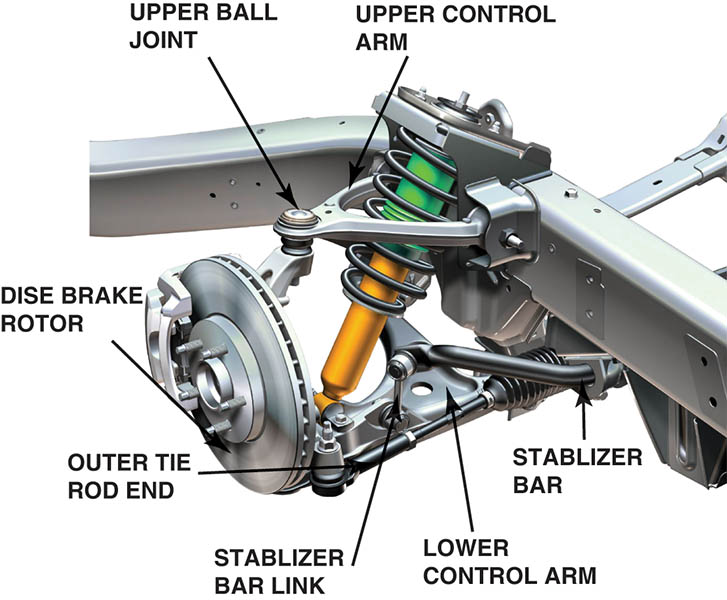 UPPER BALL
JOINT
UPPER CONTROL
ARM
DISE BRAKE
ROTOR
OUTER TIE
ROD END
STABLIZER
BAR
STABLIZER
BAR LINK
LOWER
CONTROL ARM